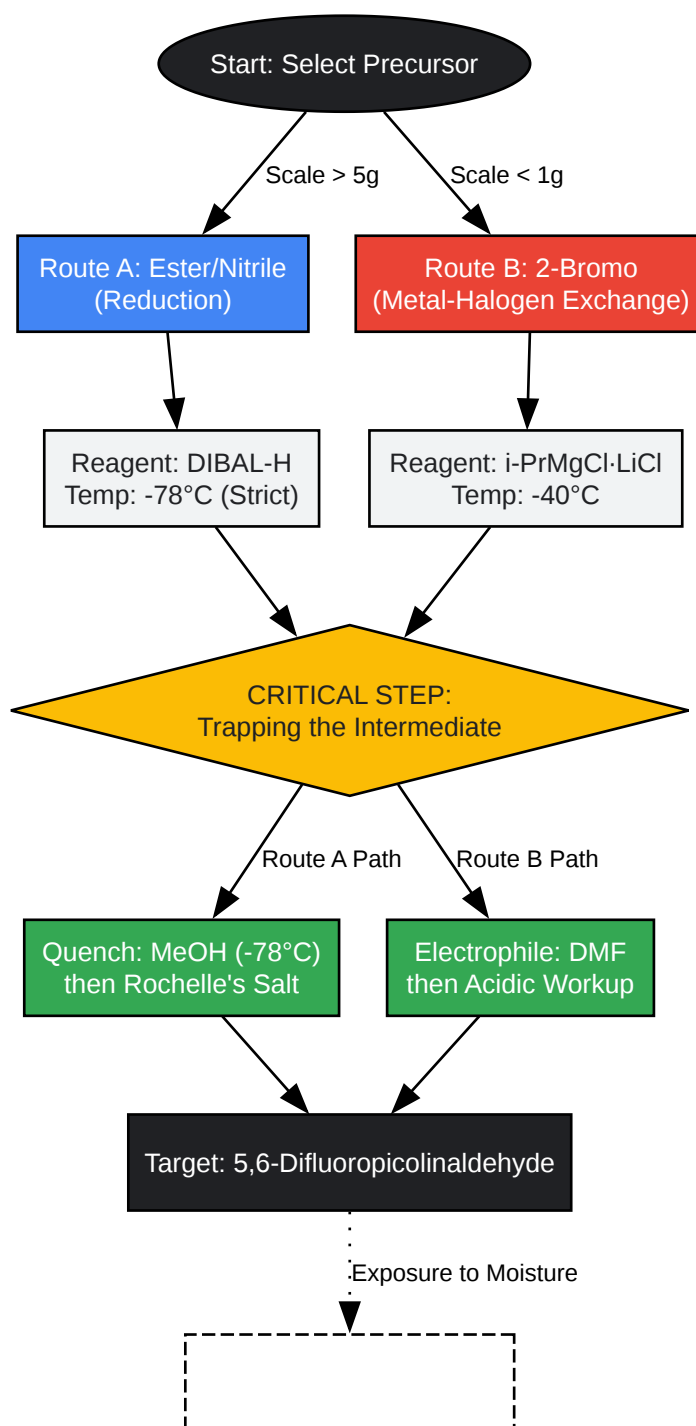 Start: Select Precursor
Scale > 5g
Scale < 1g
Route A: Ester/Nitrile
(Reduction)
Route B: 2-Bromo
(Metal-Halogen Exchange)
Reagent: DIBAL-H
Temp: -78°C (Strict)
Reagent: i-PrMgCl·LiCl
Temp: -40°C
CRITICAL STEP:
Trapping the Intermediate
Route A Path
Route B Path
Quench: MeOH (-78°C)
then Rochelle's Salt
Electrophile: DMF
then Acidic Workup
Target: 5,6-Difluoropicolinaldehyde
Exposure to Moisture